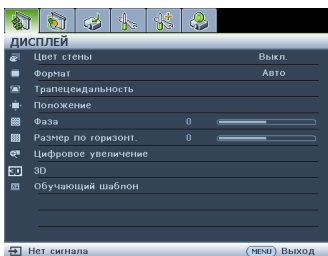 ДИСПЛЕЙ
Цвет стены Выкл.
Формат Авто
Трапецеидальность
Положение
Фаза 0
Размер по горизонт. 0
Цифровое увеличение
3D 3D
Обучающий шаблон
Нет сигнала MENU Выход